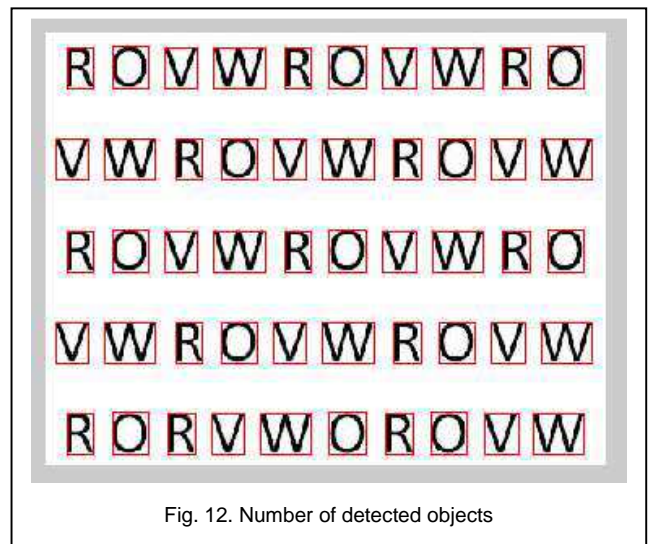 R O V W R O V W R O
V W R O V W R O V W
R O V W R O V W R O
V W R O V W R O V W
R O R V W O R O V W
Fig. 12. Number of detected objects